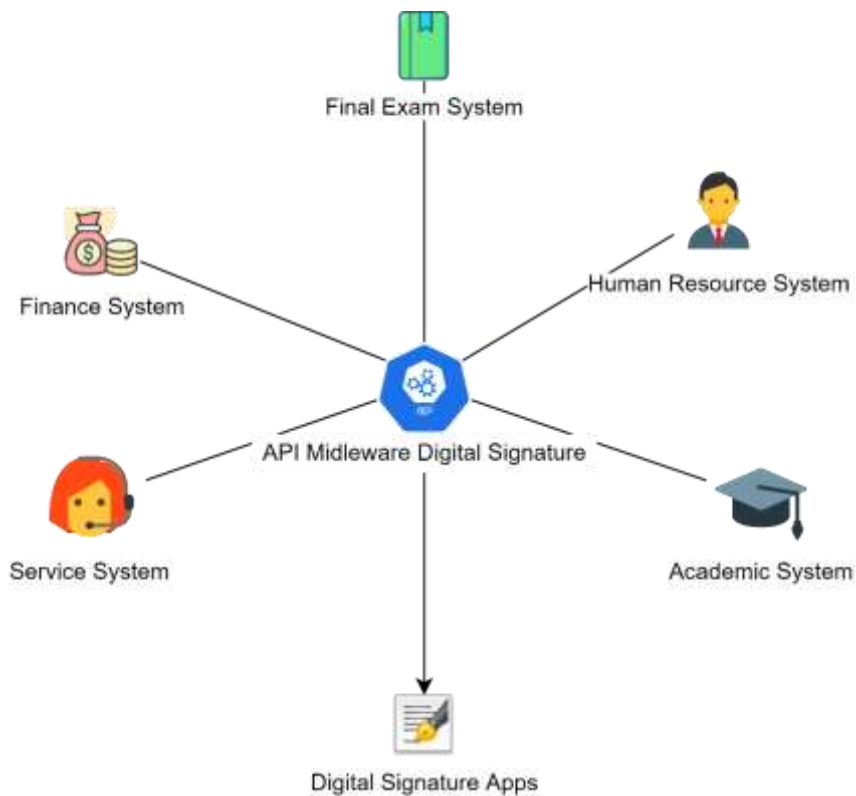 Final Exam System
Human Resource System
Finance System
API Midleware Digital Signature
Service System
Academic System
Digital Signature Apps